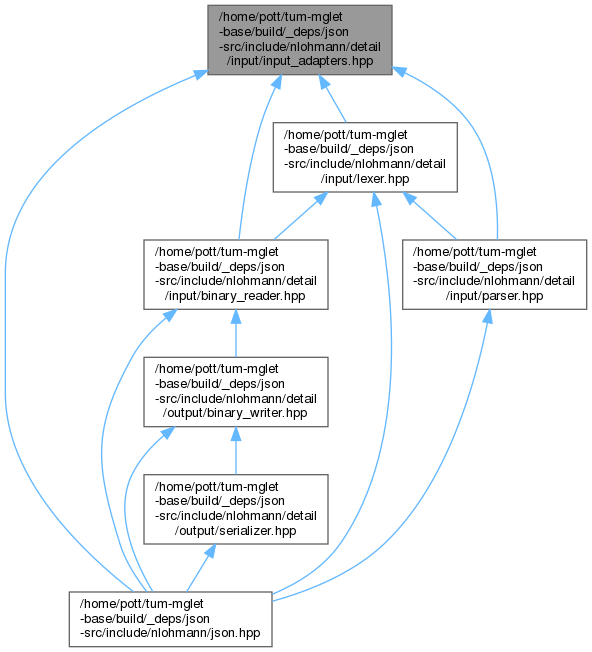 /home/pott/tum-mglet
-base/build/_deps/json
-src/include/nlohmann/detail
/input/input_adapters.hpp
/home/pott/tum-mglet
-base/build/_deps/json
-src/include/nlohmann/detail
/input/lexer.hpp
/home/pott/tum-mglet
-base/build/_deps/json
-src/include/nlohmann/detail
/input/binary_reader.hpp
/home/pott/tum-mglet
-base/build/_deps/json
-src/include/nlohmann/detail
/input/parser.hpp
/home/pott/tum-mglet
-base/build/_deps/json
-src/include/nlohmann/detail
/output/binary_writer.hpp
/home/pott/tum-mglet
-base/build/_deps/json
-src/include/nlohmann/detail
/output/serializer.hpp
/home/pott/tum-mglet
-base/build/_deps/json
-src/include/nlohmann/json.hpp